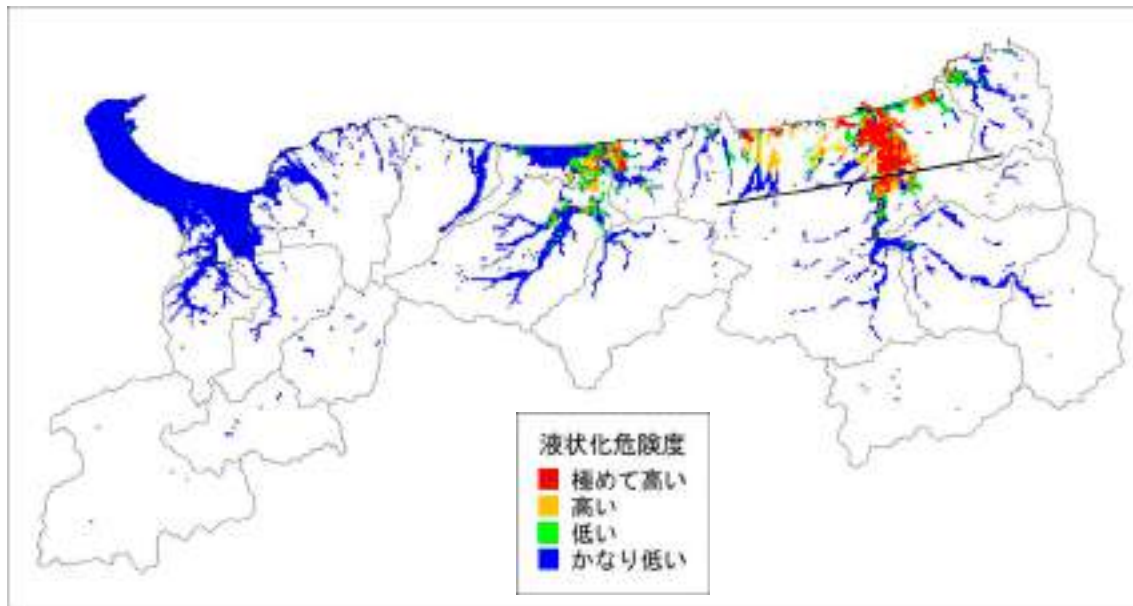 液状化危険度
極めて高い
高い
低い
かなり低い